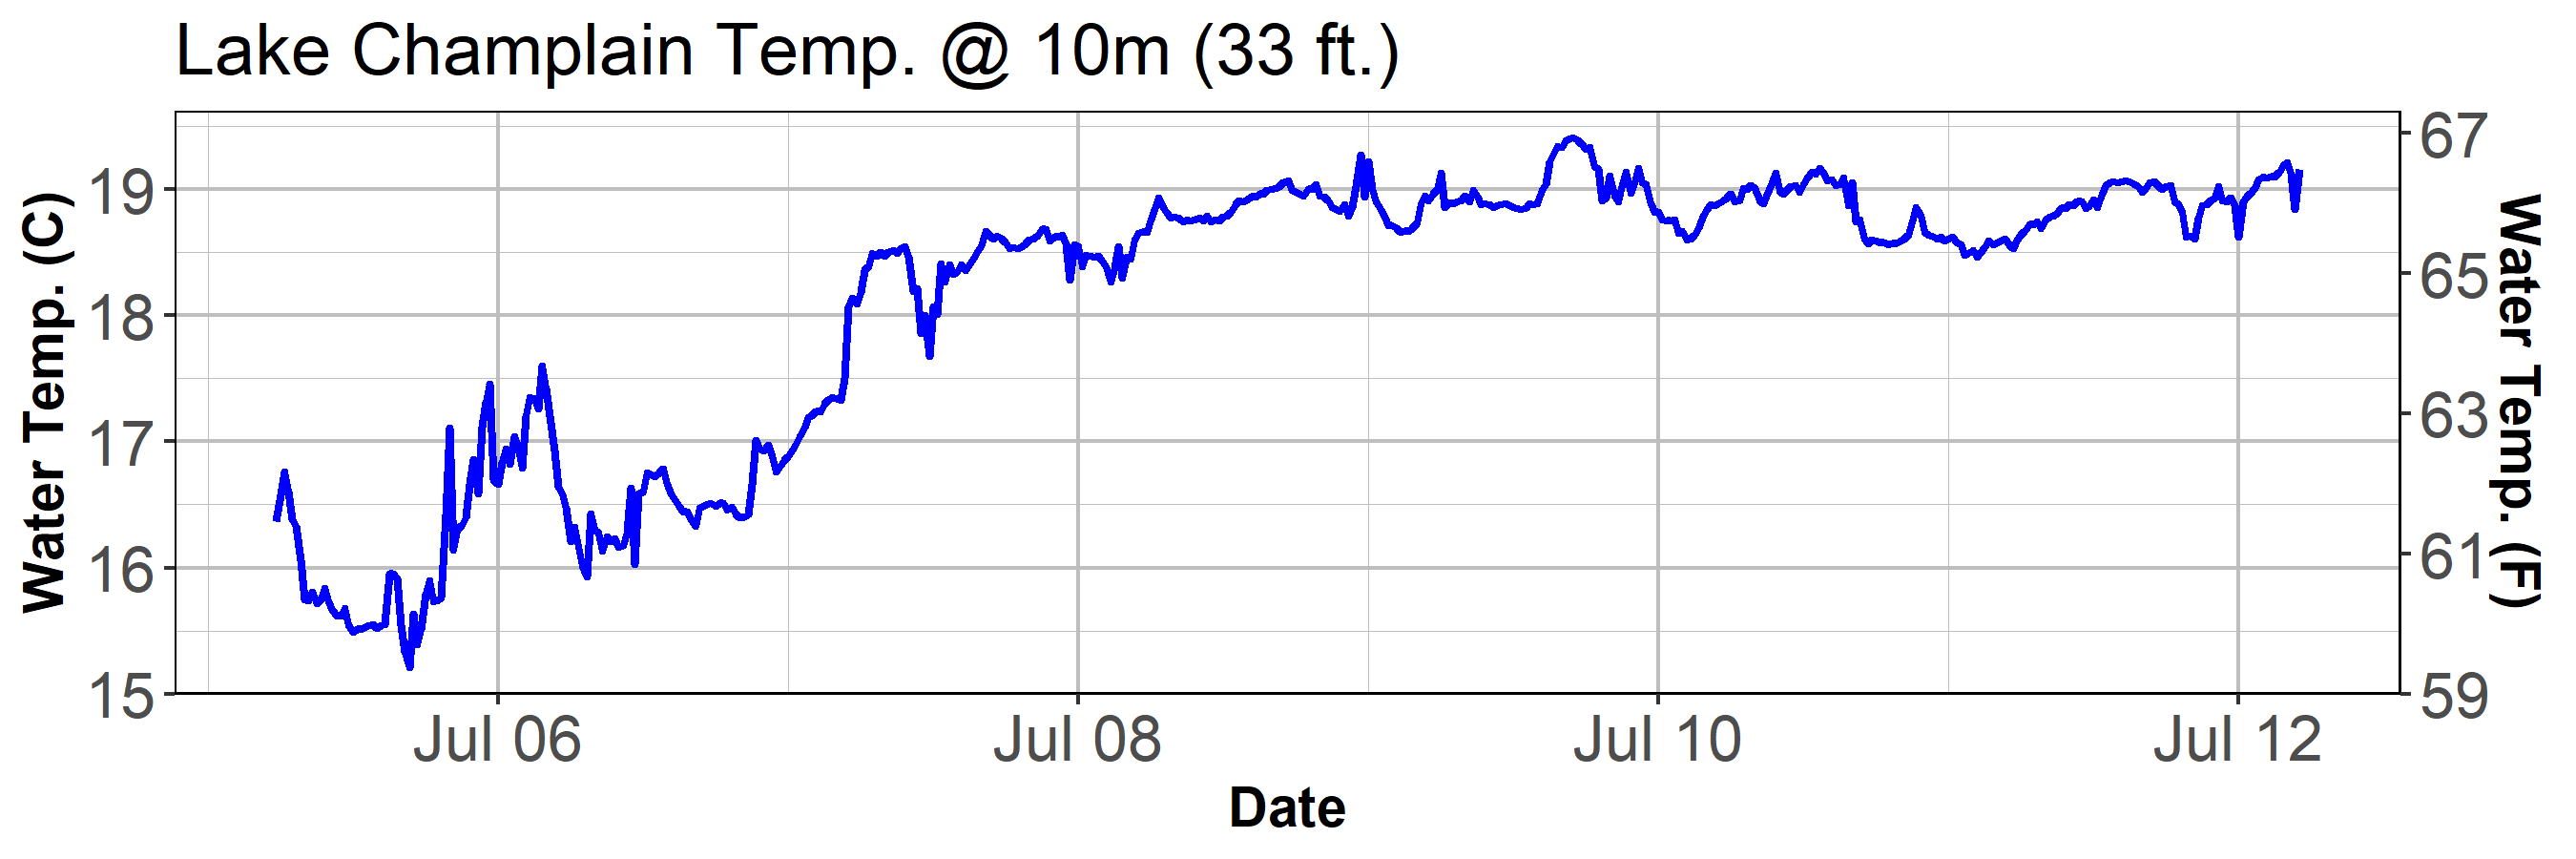 Lake Champlain Temp. @ 10m (33 ft.)
Water Temp. (C)
19
18
17
16
15
67
65
63
61
59
Water Temp. (F)
Jul 06 Jul 08 Jul 10 Jul 12
Date